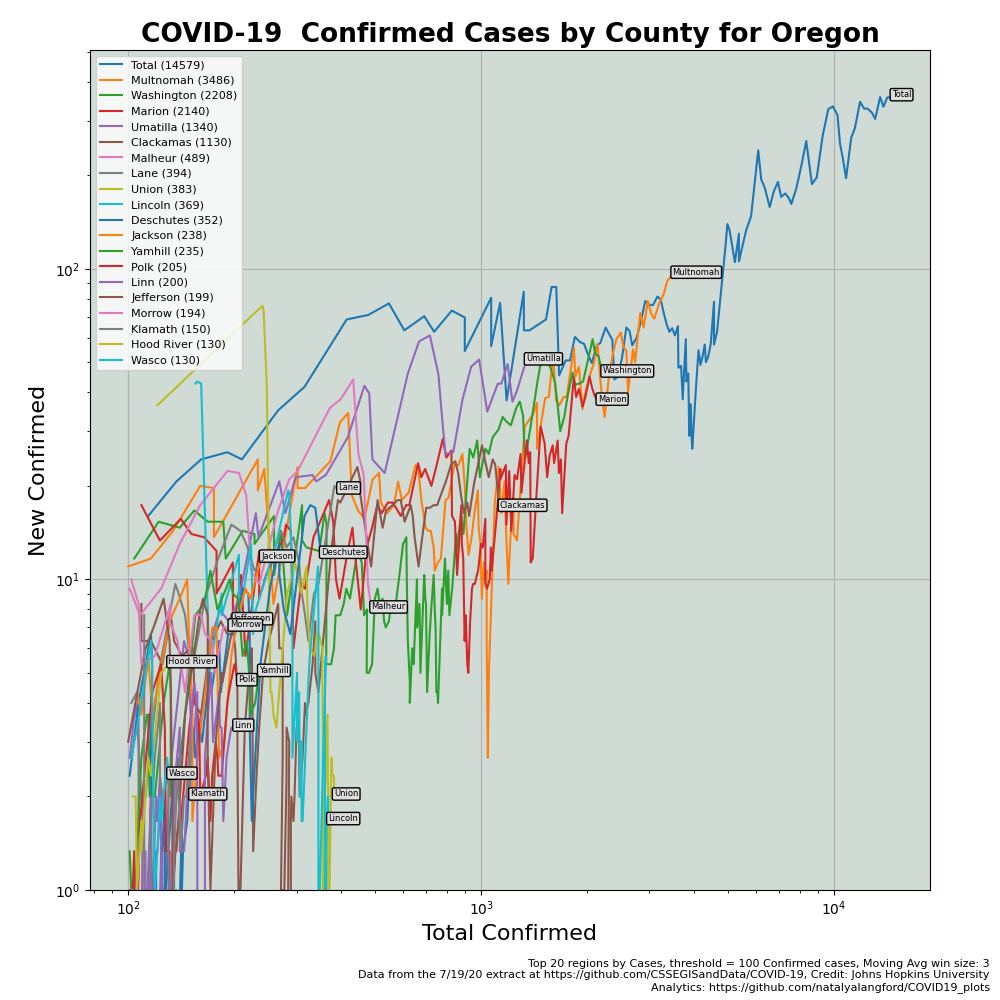 COVID-19  Confirmed Cases by County for Oregon
Total (14579)
Multnomah (3486)
Washington (2208)
Marion (2140)
Umatilla (1340)
Clackamas (1130)
Malheur (489)
Lane (394)
Union (383)
Lincoln (369)
Deschutes (352)
Jackson (238)
Yamhill (235)
Polk (205)
Linn (200)
Jefferson (199)
Morrow (194)
Klamath (150)
Hood River (130)
Wasco (130)
Total
Multnomah
Umatilla
Washington
Marion
Lane
Clackamas
Deschutes
Jackson
Malheur
Jefferson
Morrow
Hood River
Yamhill
Polk
Linn
Wasco
Klamath
Union
Lincoln
New Confirmed
10²
10¹
10⁰
10²
10³
10⁴
Total Confirmed
Top 20 regions by Cases, threshold = 100 Confirmed cases, Moving Avg win size: 3
Data from the 7/19/20 extract at https://github.com/CSSEGISandData/COVID-19, Credit: Johns Hopkins University
Analytics: https://github.com/natalyalangford/COVID19_plots